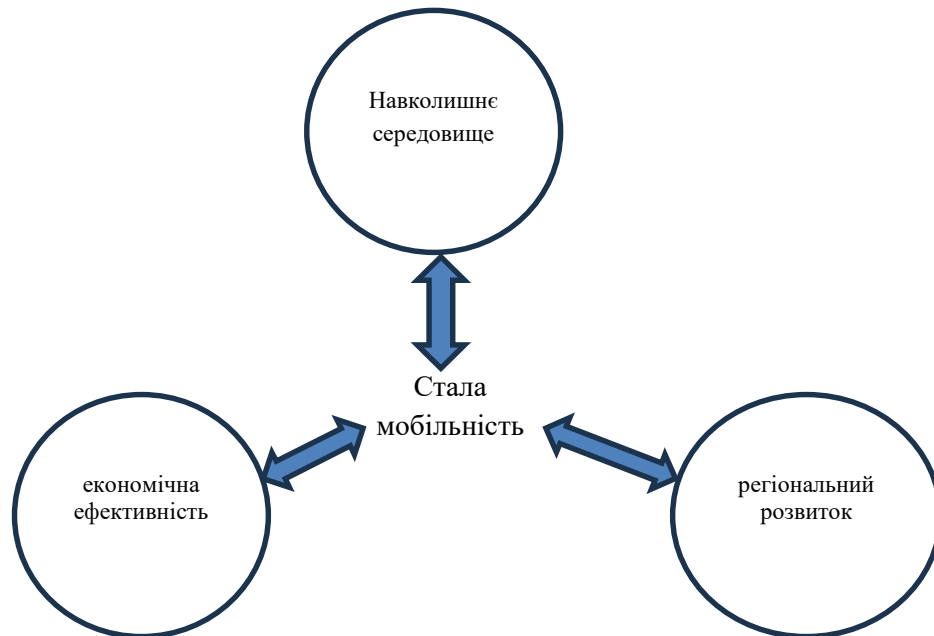 Навколишнє
середовище
Стала
мобільність
економічна
ефективність
регіональний
розвиток